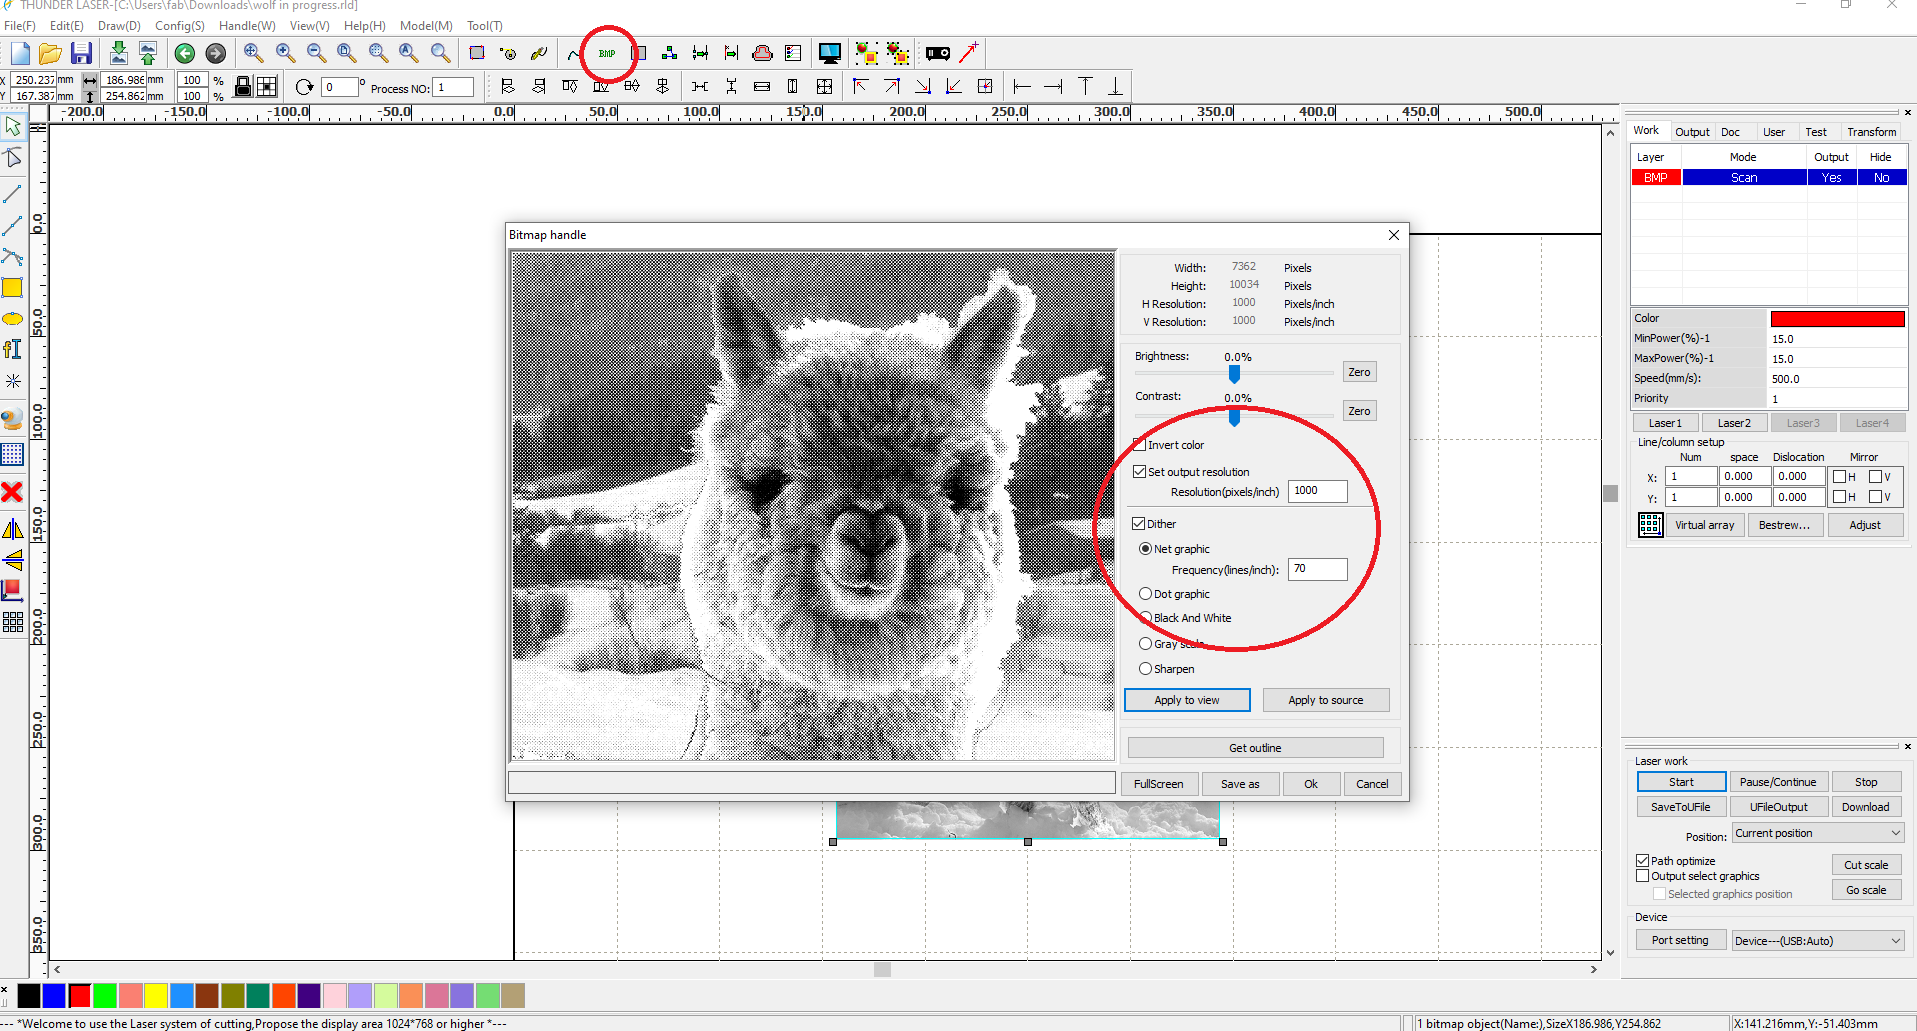 THUNDER LASER-[C:\Users\fab\Downloads\wolf in progress.rld]
File(F) Edit(E) Draw(D) Config(S) Handle(W) View(V) Help(H) Model(M) Tool(T)
BMP
X 250.237 mm 186.986 mm 100 %
Y 167.387 mm 254.862 mm 100 %
0 ° Process NO: 1
-200.0 -150.0 -100.0 -50.0 0.0 50.0 100.0 150.0 200.0 250.0 300.0 350.0 400.0 450.0 500.0
0.0
50.0
100.0
150.0
200.0
250.0
300.0
350.0
Bitmap handle
Width: 7362 Pixels
Height: 10034 Pixels
H Resolution: 1000 Pixels/inch
V Resolution: 1000 Pixels/inch
Brightness: 0.0% Zero
Contrast: 0.0% Zero
Invert color
Set output resolution
Resolution(pixels/inch) 1000
Dither
Net graphic
Frequency(lines/inch): 70
Dot graphic
Black And White
Gray scale
Sharpen
Apply to view Apply to source
Get outline
FullScreen Save as Ok Cancel
Work Output Doc User Test Transform
Layer Mode Output Hide
BMP Scan Yes No
Color
MinPower(%)-1 15.0
MaxPower(%)-1 15.0
Speed(mm/s): 500.0
Priority 1
Laser1 Laser2 Laser3 Laser4
Line/column setup
Num space Dislocation Mirror
X: 1 0.000 0.000 H V
Y: 1 0.000 0.000 H V
Virtual array Bestrew... Adjust
Laser work
Start Pause/Continue Stop
SaveToUFile UFileOutput Download
Position: Current position
Path optimize Cut scale
Output select graphics
Selected graphics position Go scale
Device
Port setting Device---(USB:Auto)
--- *Welcome to use the Laser system of cutting,Propose the display area 1024*768 or higher *---
1 bitmap object(Name:),SizeX186.986,Y254.862 X:141.216mm,Y:-51.403mm